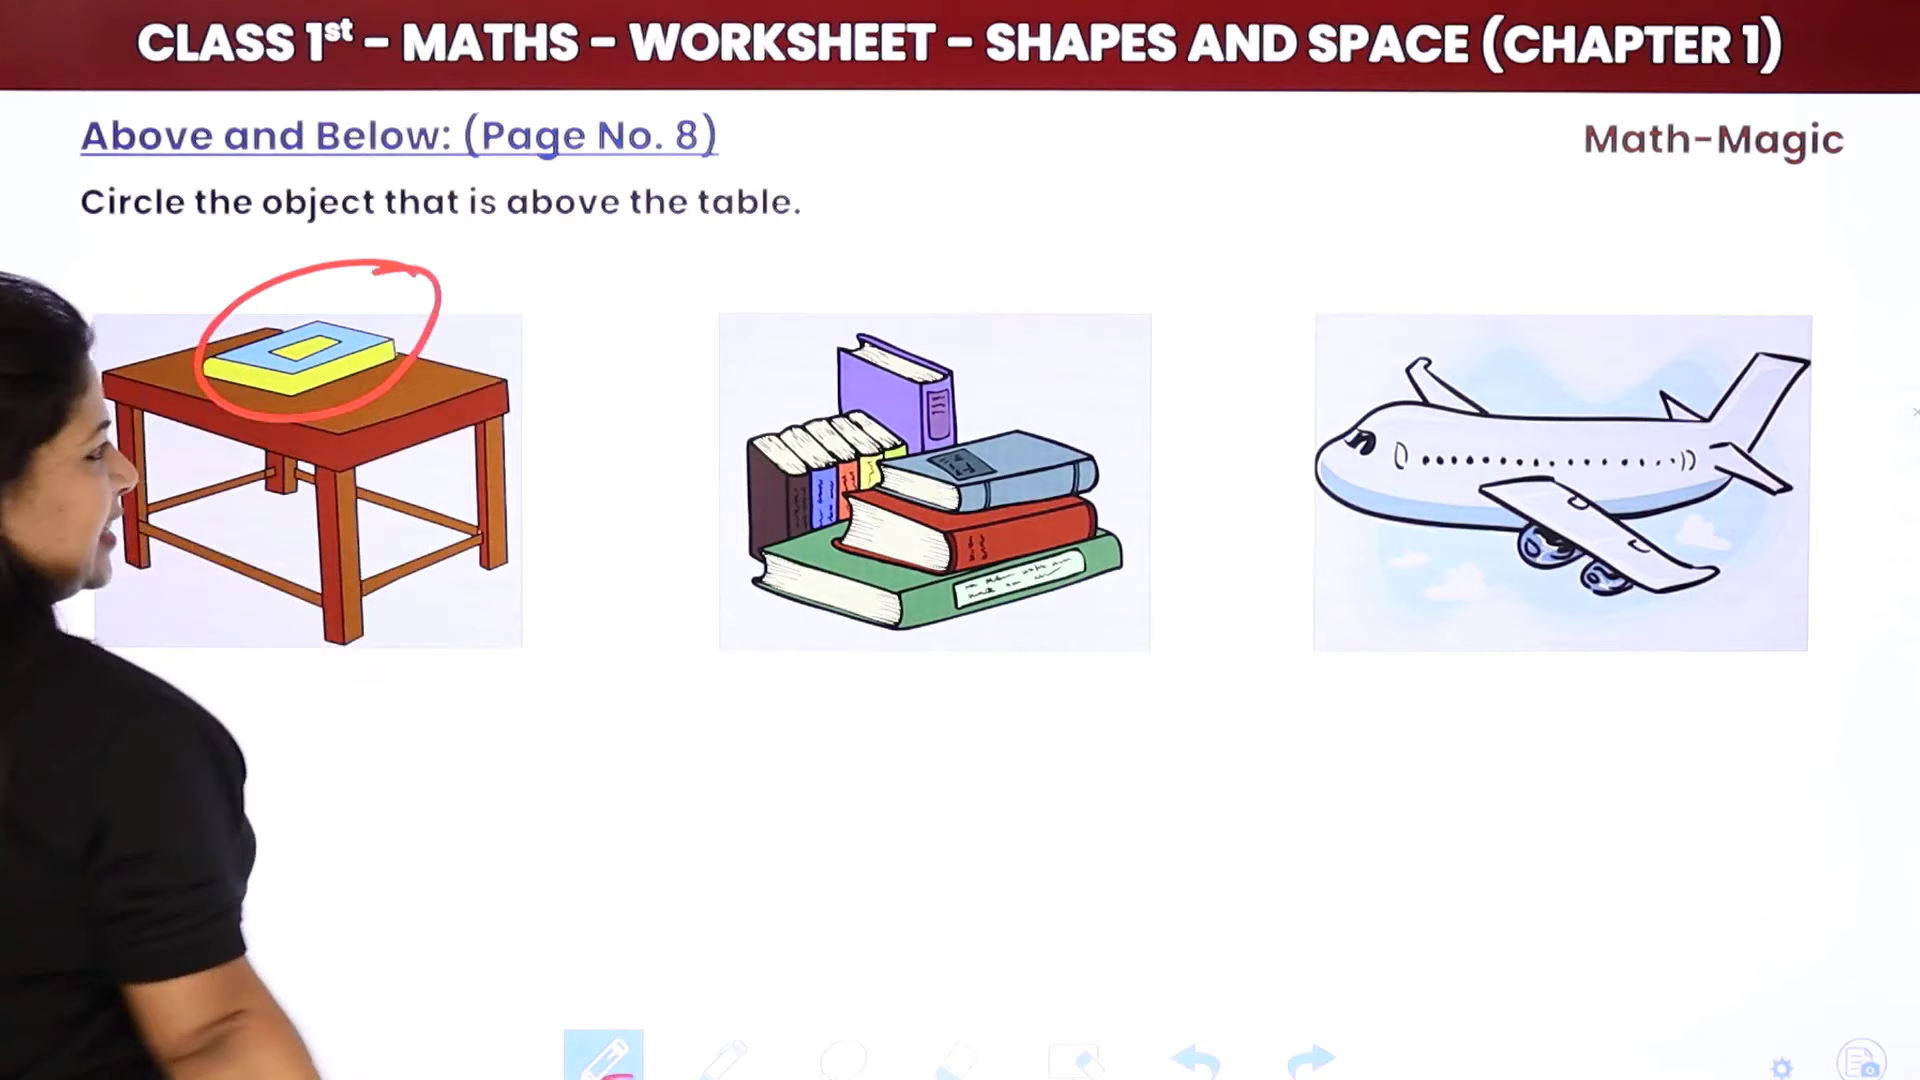 CLASS 1st - MATHS - WORKSHEET - SHAPES AND SPACE (CHAPTER 1)
Above and Below: (Page No. 8)
Math-Magic
Circle the object that is above the table.